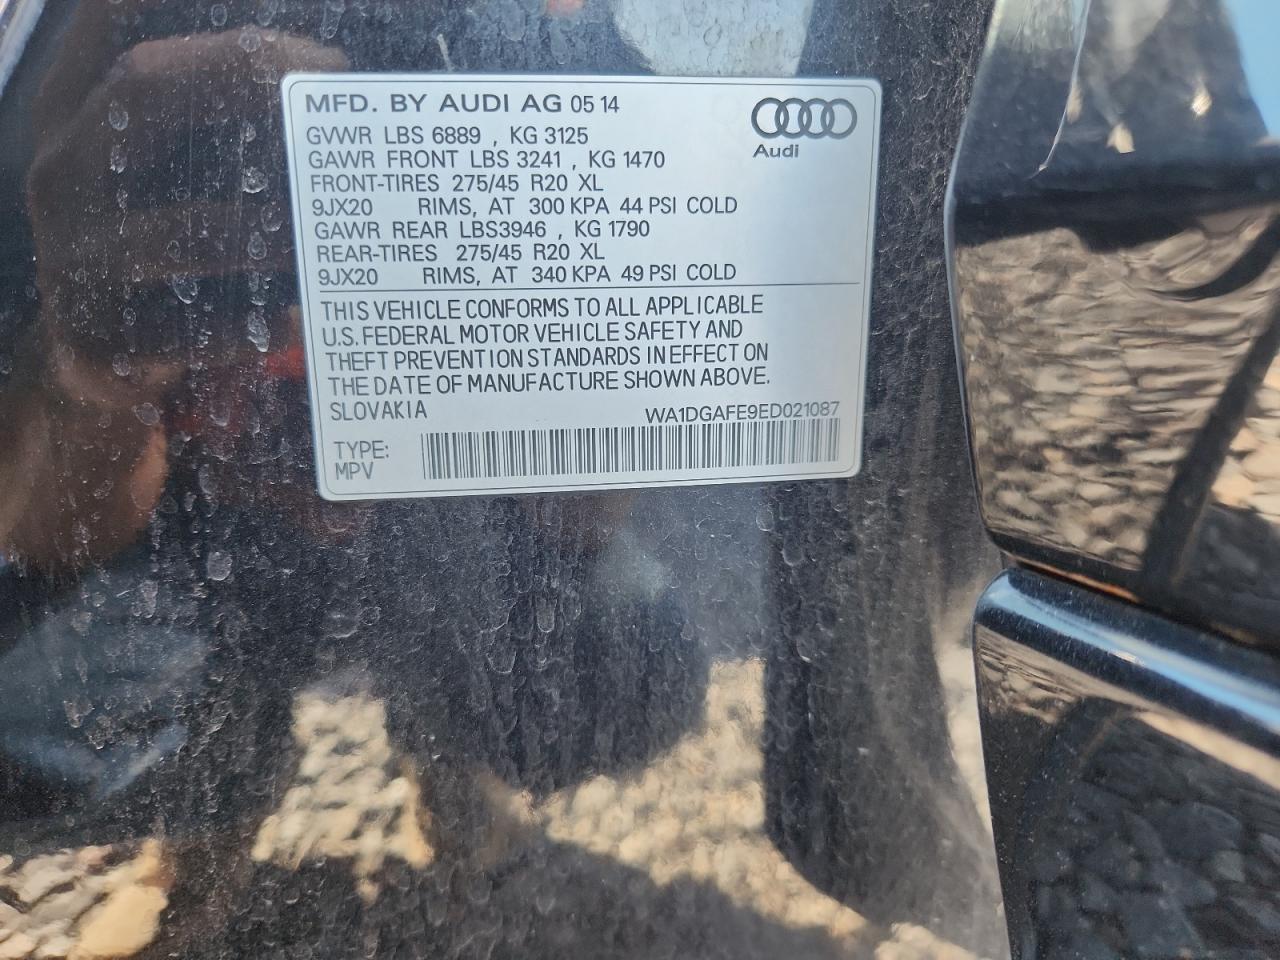 MFD. BY AUDI AG 05 14
GVWR LBS 6889 , KG 3125
GAWR FRONT LBS 3241 , KG 1470
FRONT-TIRES 275/45 R20 XL
9JX20 RIMS, AT 300 KPA 44 PSI COLD
GAWR REAR LBS3946 , KG 1790
REAR-TIRES 275/45 R20 XL
9JX20 RIMS, AT 340 KPA 49 PSI COLD
Audi
THIS VEHICLE CONFORMS TO ALL APPLICABLE
U.S. FEDERAL MOTOR VEHICLE SAFETY AND
THEFT PREVENTION STANDARDS IN EFFECT ON
THE DATE OF MANUFACTURE SHOWN ABOVE.
SLOVAKIA WA1DGAFE9ED021087
TYPE:
MPV